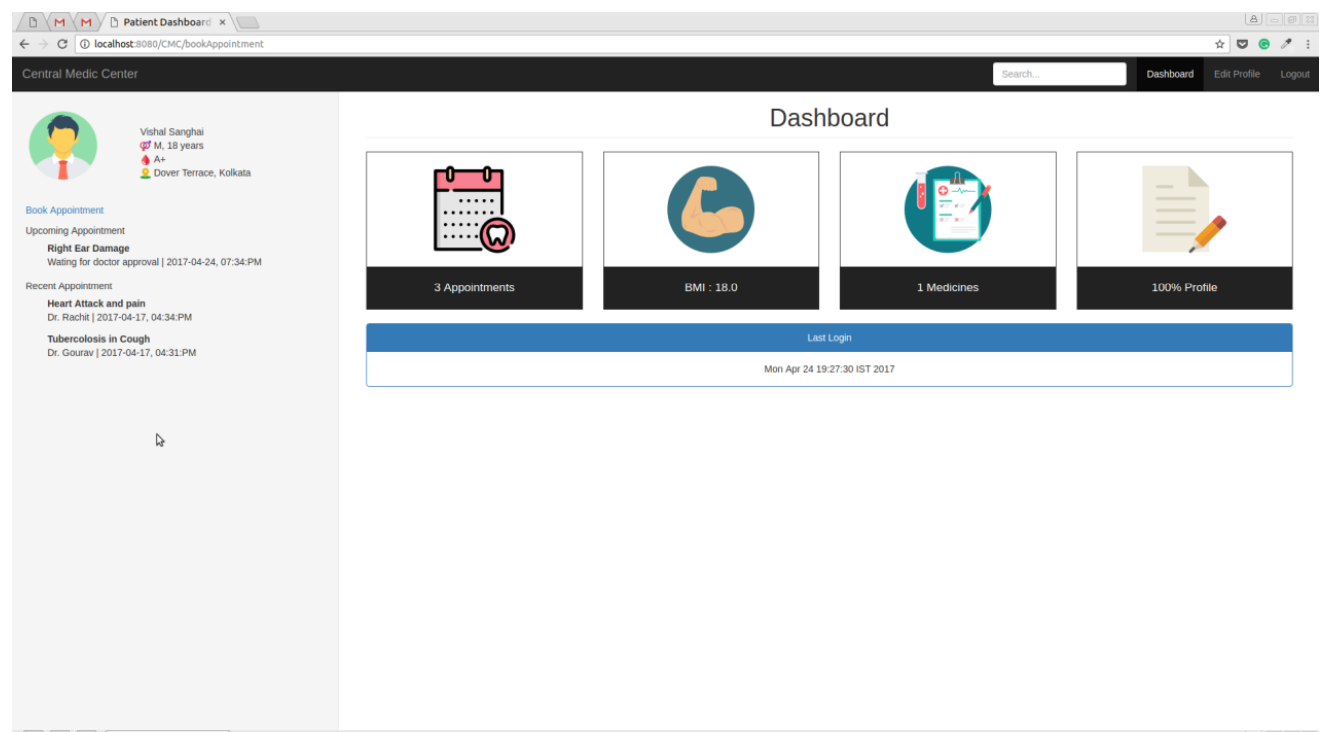 Patient Dashboard
localhost:8080/CMC/bookAppointment
Central Medic Center
Search...
Dashboard
Edit Profile
Logout
Vishal Sanghai
M, 18 years
A+
Dover Terrace, Kolkata
Book Appointment
Upcoming Appointment
Right Ear Damage
Wating for doctor approval | 2017-04-24, 07:34:PM
Recent Appointment
Heart Attack and pain
Dr. Rachit | 2017-04-17, 04:34:PM
Tubercolosis in Cough
Dr. Gourav | 2017-04-17, 04:31:PM
Dashboard
3 Appointments
BMI : 18.0
1 Medicines
100% Profile
Last Login
Mon Apr 24 19:27:30 IST 2017